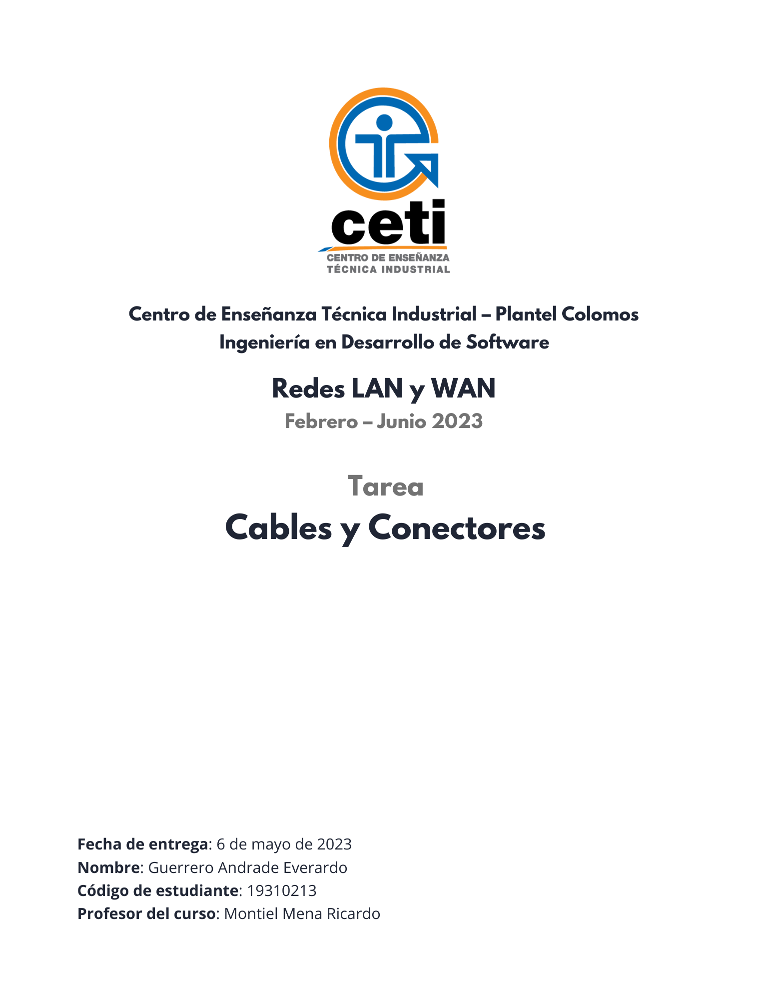 ceti
CENTRO DE ENSEÑANZA
TÉCNICA INDUSTRIAL
Centro de Enseñanza Técnica Industrial – Plantel Colomos
Ingeniería en Desarrollo de Software
Redes LAN y WAN
Febrero – Junio 2023
Tarea
Cables y Conectores
Fecha de entrega: 6 de mayo de 2023
Nombre: Guerrero Andrade Everardo
Código de estudiante: 19310213
Profesor del curso: Montiel Mena Ricardo